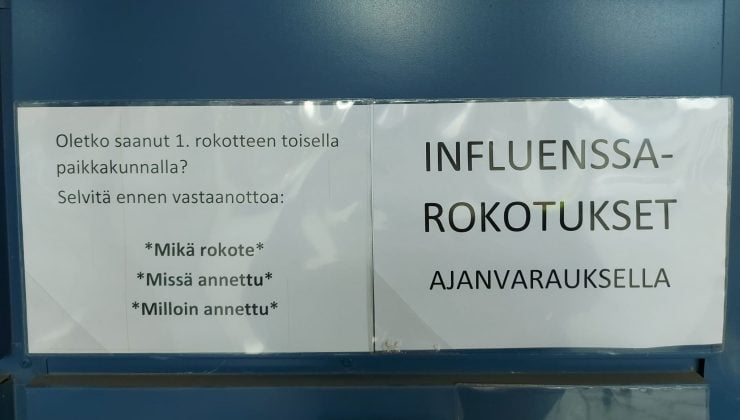 Oletko saanut 1. rokotteen toisella
paikkakunnalla?
Selvitä ennen vastaanottoa:
*Mikä rokote*
*Missä annettu*
*Milloin annettu*
INFLUENSSA-
ROKOTUKSET
AJANVARAUKSELLA